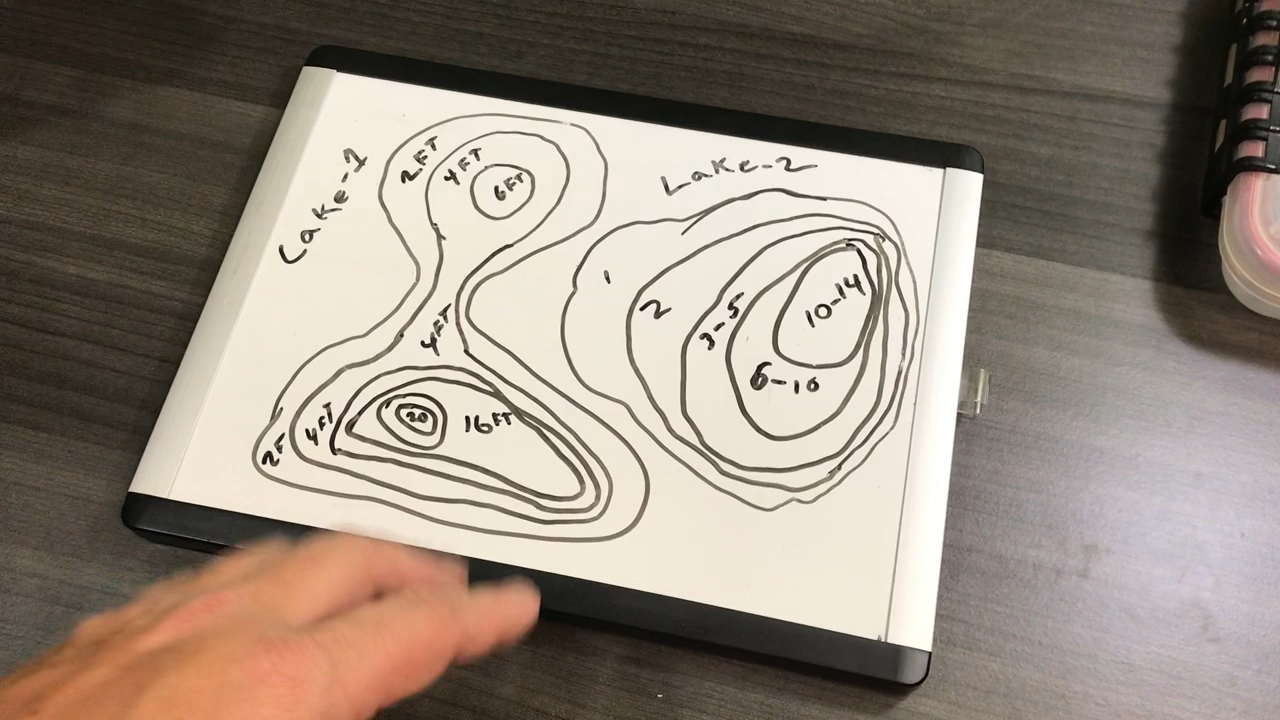 Lake-1
2FT
4FT
6FT
4FT
2F
4FT
20
16FT
Lake-2
1
2
3-5
6-10
10-14